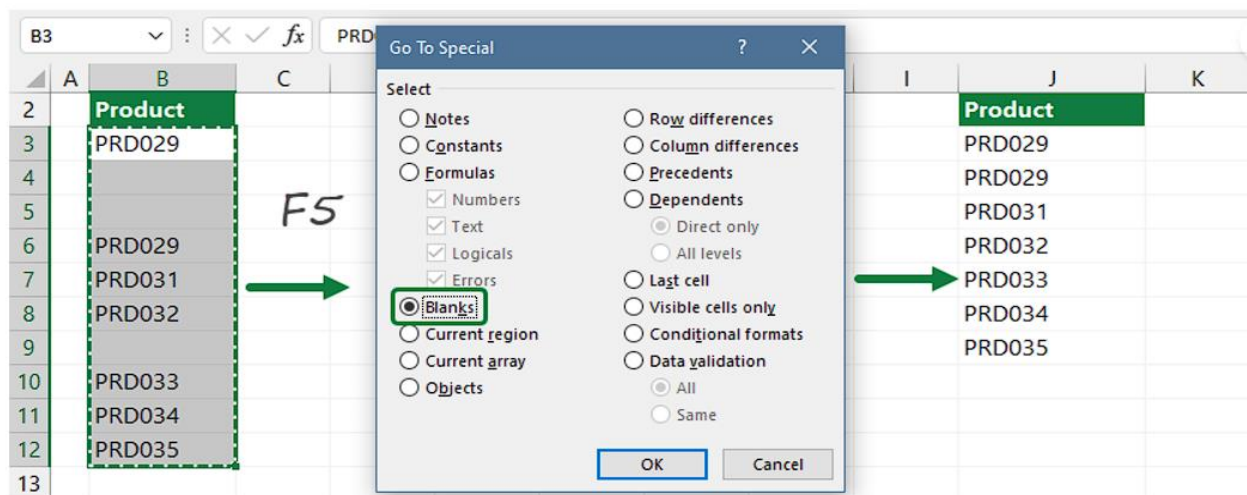 B3 fx PRD
A B C I J K
2 Product Product
3 PRD029 PRD029
4 PRD029
5 PRD031
6 PRD029 PRD032
7 PRD031 PRD033
8 PRD032 PRD034
9 PRD035
10 PRD033
11 PRD034
12 PRD035
13
F5
Go To Special ? ×
Select
Notes
Constants
Formulas
Numbers
Text
Logicals
Errors
Blanks
Current region
Current array
Objects
Row differences
Column differences
Precedents
Dependents
Direct only
All levels
Last cell
Visible cells only
Conditional formats
Data validation
All
Same
OK Cancel